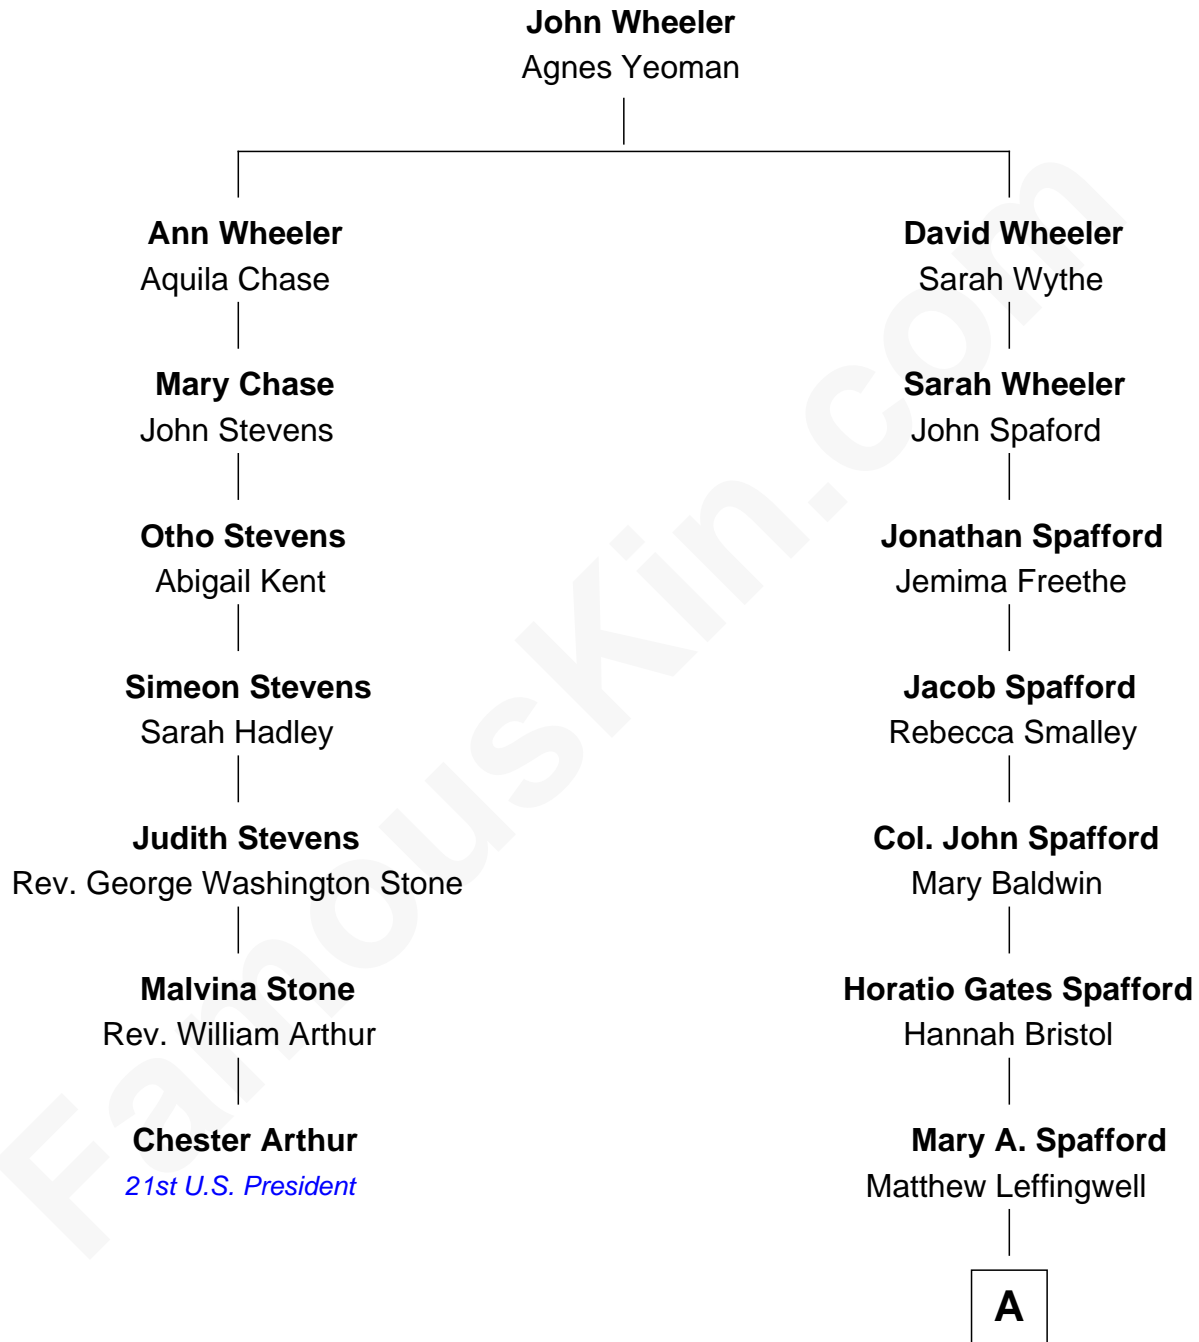 John Wheeler
Agnes Yeoman
Ann Wheeler
Aquila Chase
Mary Chase
John Stevens
Otho Stevens
Abigail Kent
Simeon Stevens
Sarah Hadley
Judith Stevens
Rev. George Washington Stone
Malvina Stone
Rev. William Arthur
Chester Arthur
21st U.S. President
David Wheeler
Sarah Wythe
Sarah Wheeler
John Spaford
Jonathan Spafford
Jemima Freethe
Jacob Spafford
Rebecca Smalley
Col. John Spafford
Mary Baldwin
Horatio Gates Spafford
Hannah Bristol
Mary A. Spafford
Matthew Leffingwell
A
FamousKin.com